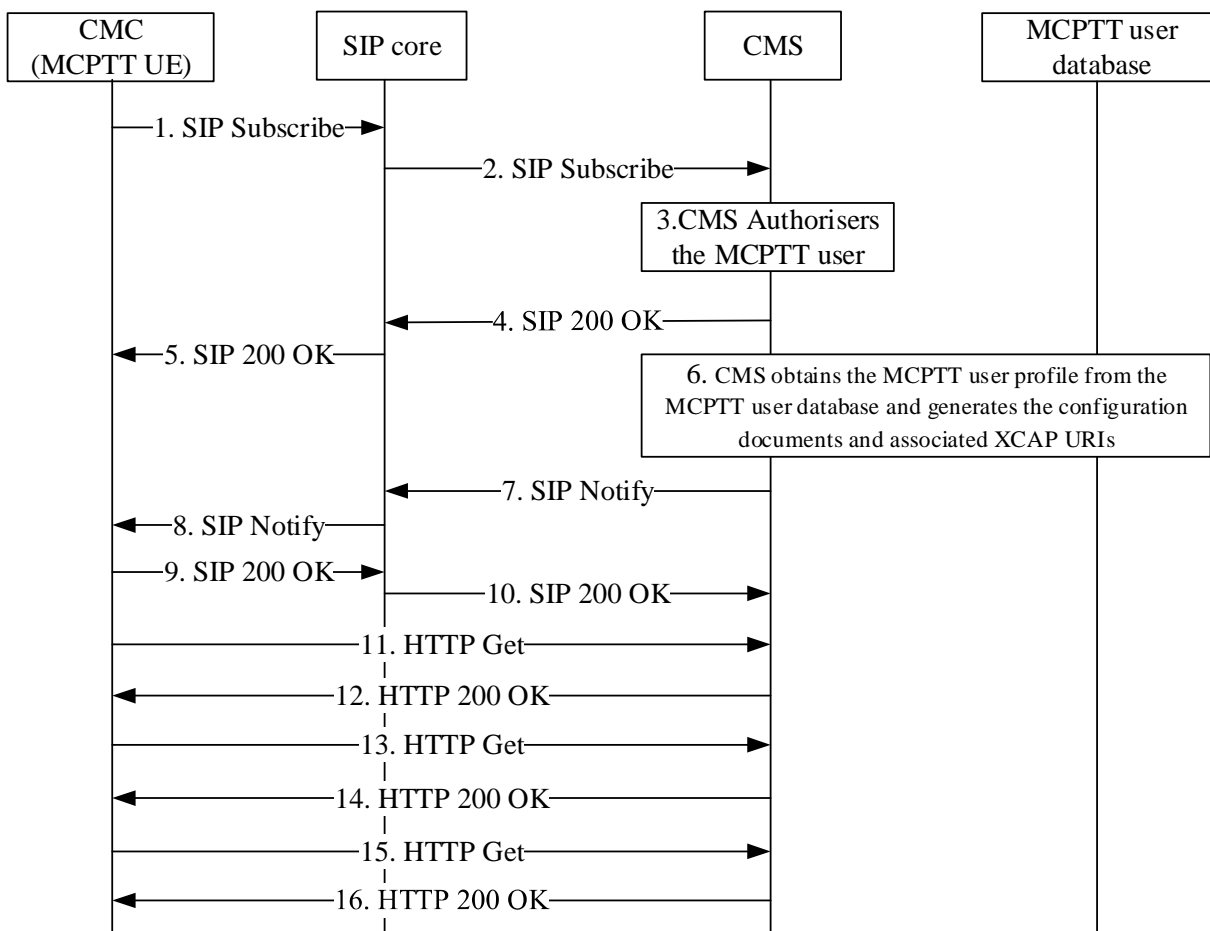 CMC
(MCPTT UE)
SIP core
CMS
MCPTT user
database
1. SIP Subscribe
2. SIP Subscribe
3.CMS Authorisers
the MCPTT user
4. SIP 200 OK
5. SIP 200 OK
6. CMS obtains the MCPTT user profile from the
MCPTT user database and generates the configuration
documents and associated XCAP URIs
7. SIP Notify
8. SIP Notify
9. SIP 200 OK
10. SIP 200 OK
11. HTTP Get
12. HTTP 200 OK
13. HTTP Get
14. HTTP 200 OK
15. HTTP Get
16. HTTP 200 OK